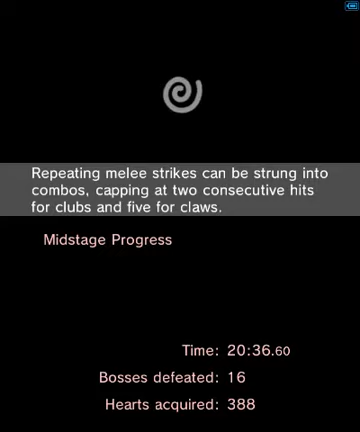 Repeating melee strikes can be strung into
combos, capping at two consecutive hits
for clubs and five for claws.
Midstage Progress
Time: 20:36.60
Bosses defeated: 16
Hearts acquired: 388